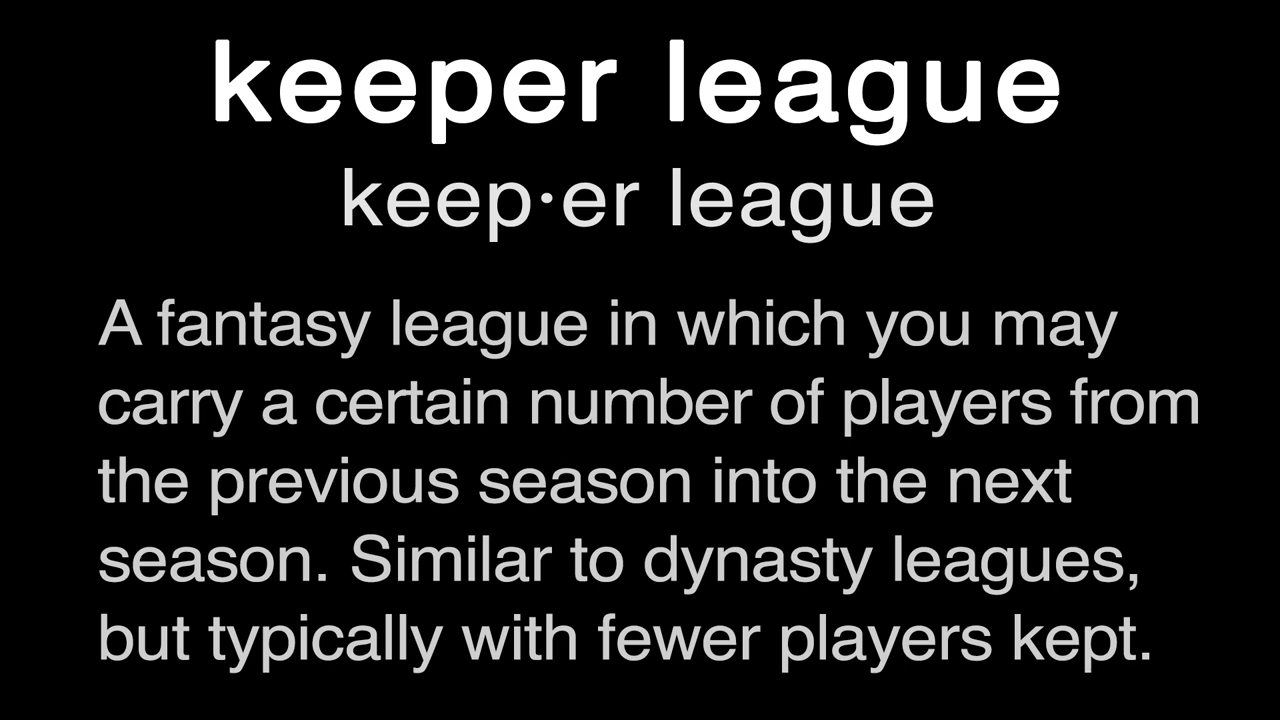 keeper league
keep·er league
A fantasy league in which you may
carry a certain number of players from
the previous season into the next
season. Similar to dynasty leagues,
but typically with fewer players kept.